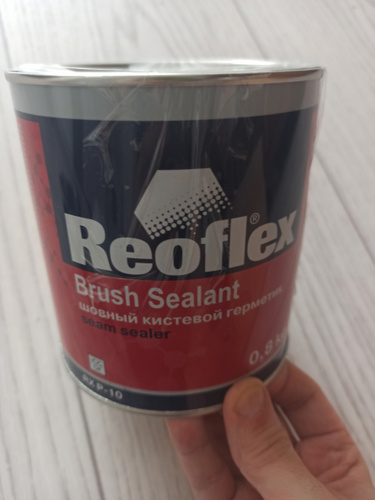 Reoflex®
Brush Sealant
шовный кистевой герметик
seam sealer
0,8
RX P-10